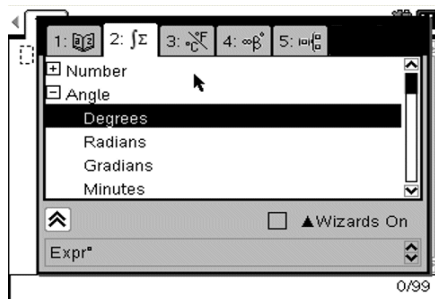 1: 2: ∫Σ 3: °C°F 4: ∞β° 5:
Number
Angle
Degrees
Radians
Gradians
Minutes
▲Wizards On
Expr°
0/99